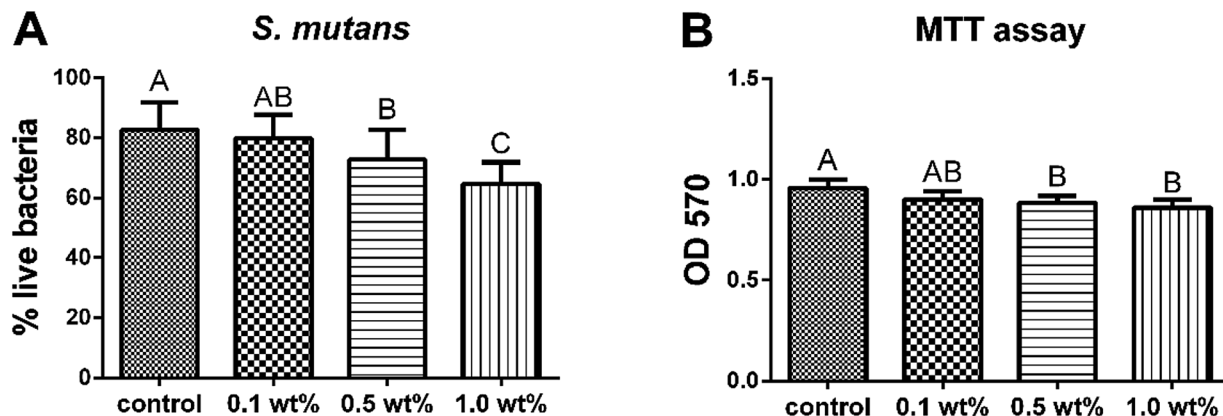 A
S. mutans
% live bacteria
100
80
60
40
20
0
A
AB
B
C
control
0.1 wt%
0.5 wt%
1.0 wt%
B
MTT assay
OD 570
1.5
1.0
0.5
0.0
A
AB
B
B
control
0.1 wt%
0.5 wt%
1.0 wt%